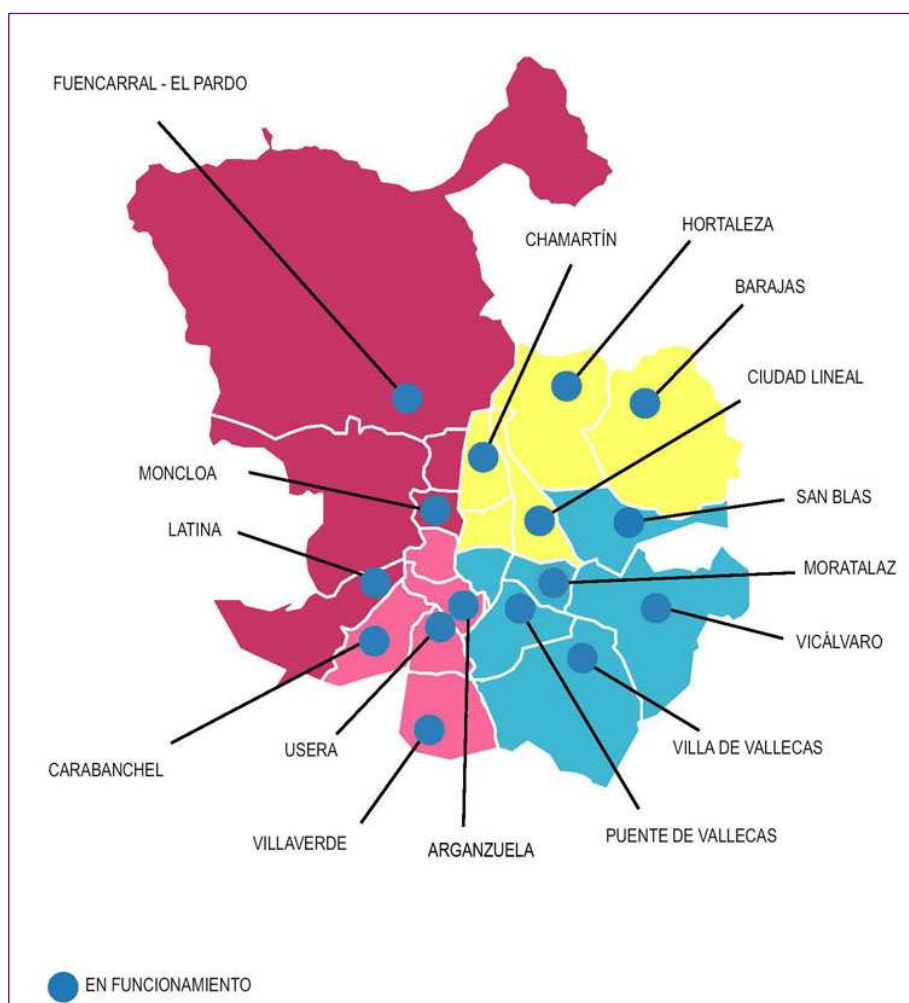 FUENCARRAL - EL PARDO
CHAMARTÍN
HORTALEZA
BARAJAS
CIUDAD LINEAL
MONCLOA
SAN BLAS
LATINA
MORATALAZ
VICÁLVARO
USERA
VILLA DE VALLECAS
CARABANCHEL
VILLAVERDE
ARGANZUELA
PUENTE DE VALLECAS
EN FUNCIONAMIENTO